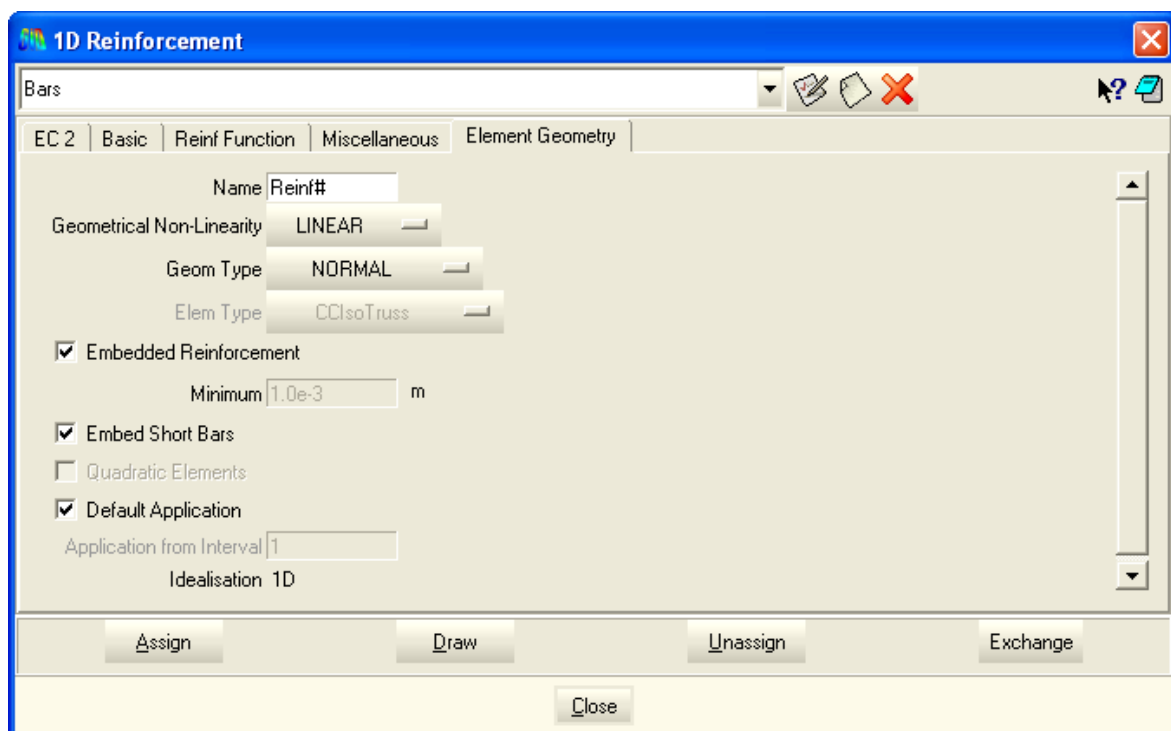 1D Reinforcement
Bars
?
EC 2 Basic Reinf Function Miscellaneous Element Geometry
Name Reinf#
Geometrical Non-Linearity LINEAR
Geom Type NORMAL
Elem Type CCIsoTruss
Embedded Reinforcement
Minimum 1.0e-3 m
Embed Short Bars
Quadratic Elements
Default Application
Application from Interval 1
Idealisation 1D
Assign Draw Unassign Exchange
Close